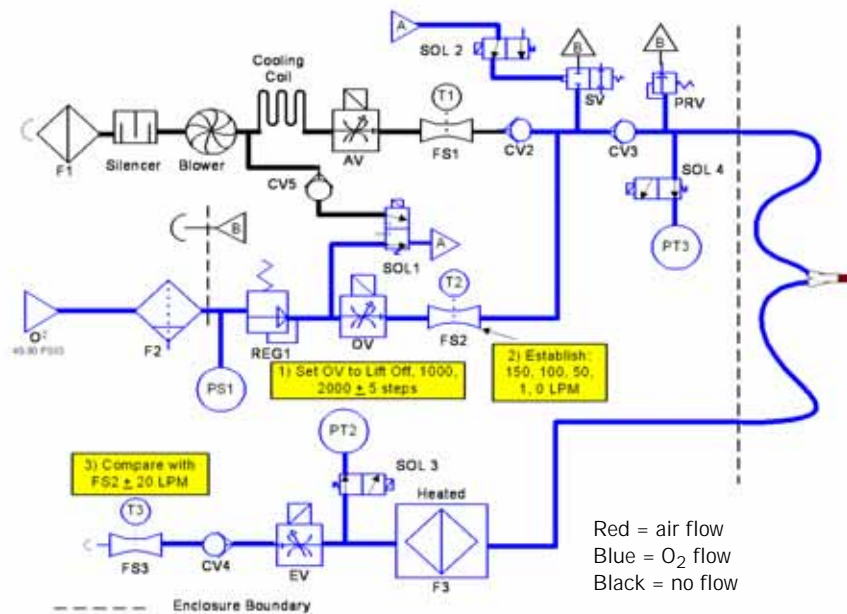 A
SOL 2
B
B
Cooling
Coil
T1
SV
PRV
F1
Silencer
Blower
AV
FS1
CV2
CV3
CV5
SOL 4
B
A
PT3
SOL1
T2
O2
F2
REG1
OV
FS2
PS1
1) Set OV to Lift Off, 1000,
2000 ± 5 steps
2) Establish:
150, 100, 50,
1, 0 LPM
PT2
3) Compare with
FS2 ± 20 LPM
SOL 3
Heated
T3
FS3
CV4
EV
F3
Red = air flow
Blue = O2 flow
Black = no flow
Enclosure Boundary